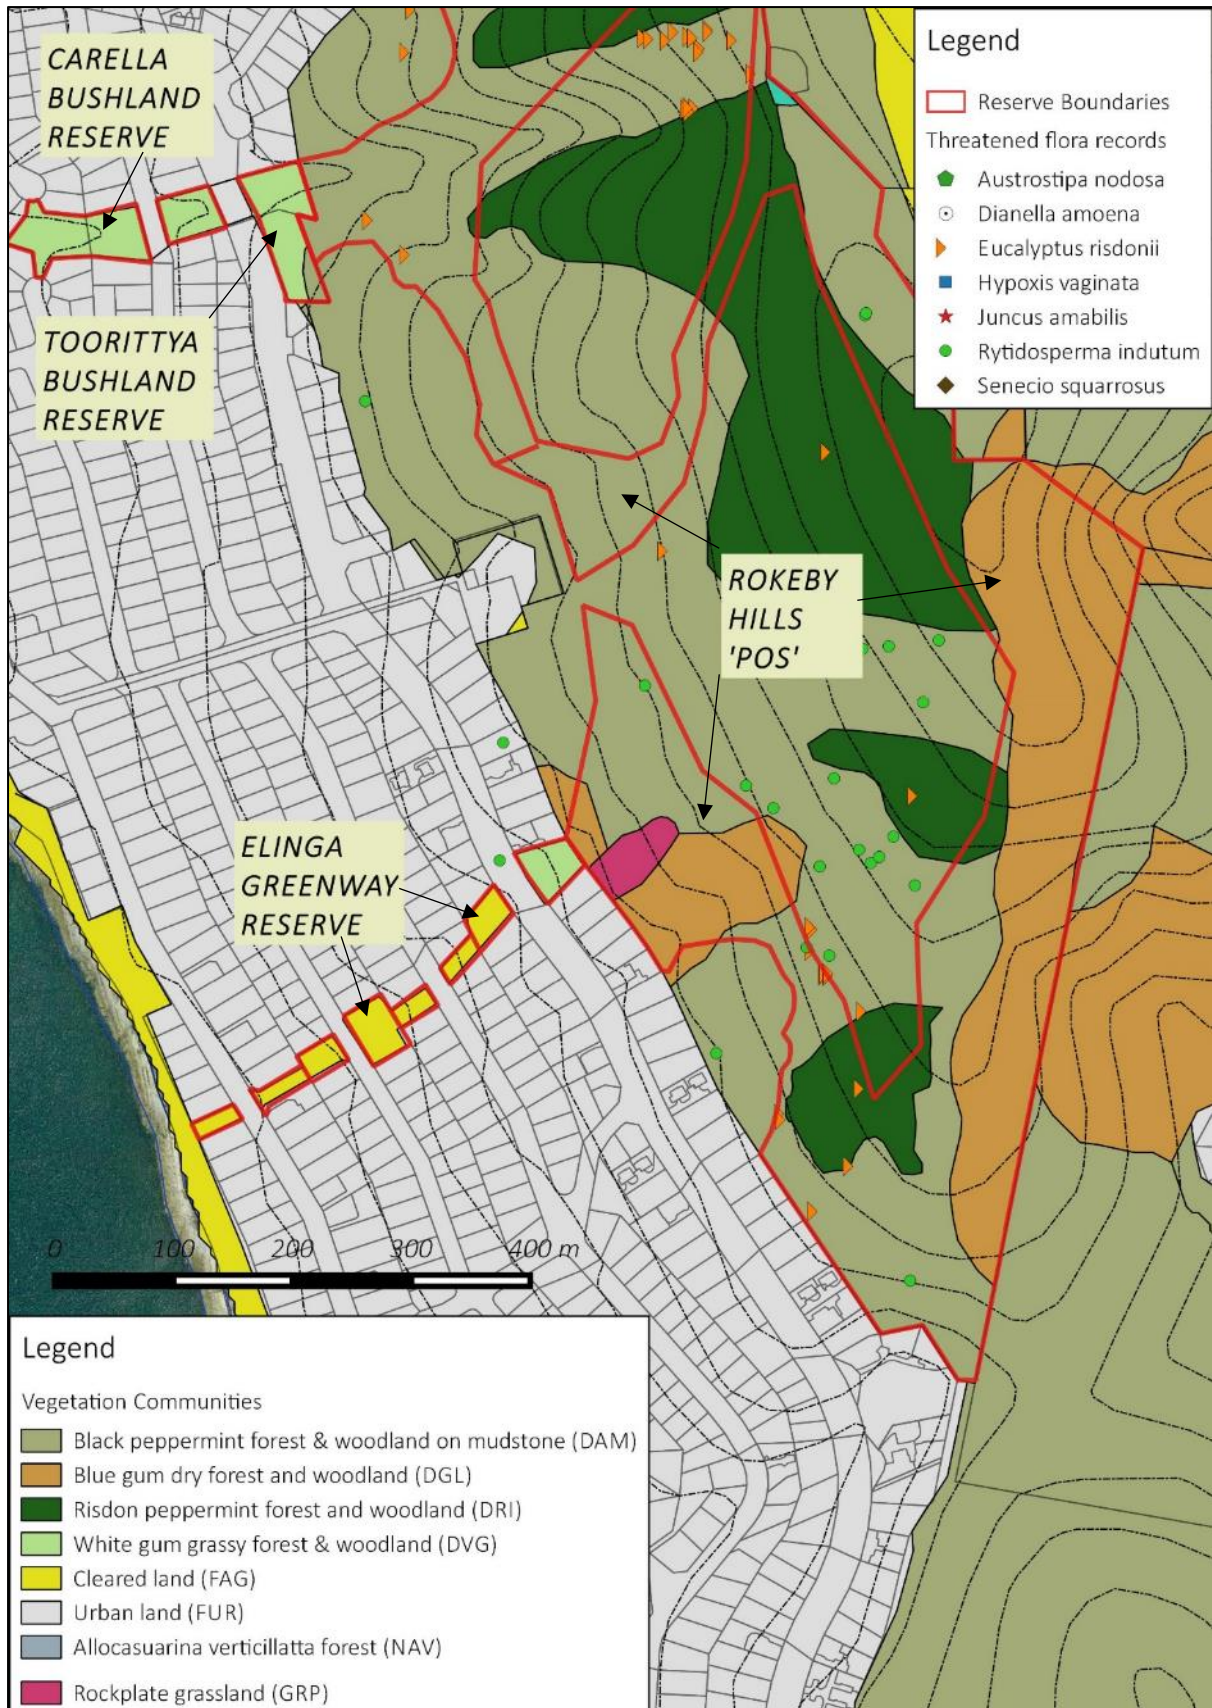 CARELLA
BUSHLAND
RESERVE
TOORITTYA
BUSHLAND
RESERVE
Legend
Reserve Boundaries
Threatened flora records
Austrostipa nodosa
Dianella amoena
Eucalyptus risdonii
Hypoxis vaginata
Juncus amabilis
Rytidosperma indutum
Senecio squarrosus
ROKEBY
HILLS
'POS'
ELINGA
GREENWAY
RESERVE
0 100 200 300 400 m
Legend
Vegetation Communities
Black peppermint forest & woodland on mudstone (DAM)
Blue gum dry forest and woodland (DGL)
Risdon peppermint forest and woodland (DRI)
White gum grassy forest & woodland (DVG)
Cleared land (FAG)
Urban land (FUR)
Allocasuarina verticillatta forest (NAV)
Rockplate grassland (GRP)